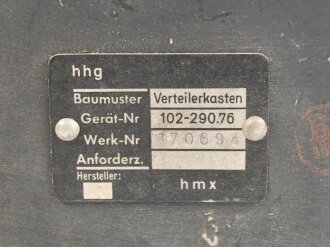 hhg
Baumuster Verteilerkasten
Gerät-Nr 102-290.76
Werk-Nr 170694
Anforderz.
Hersteller:
hmx